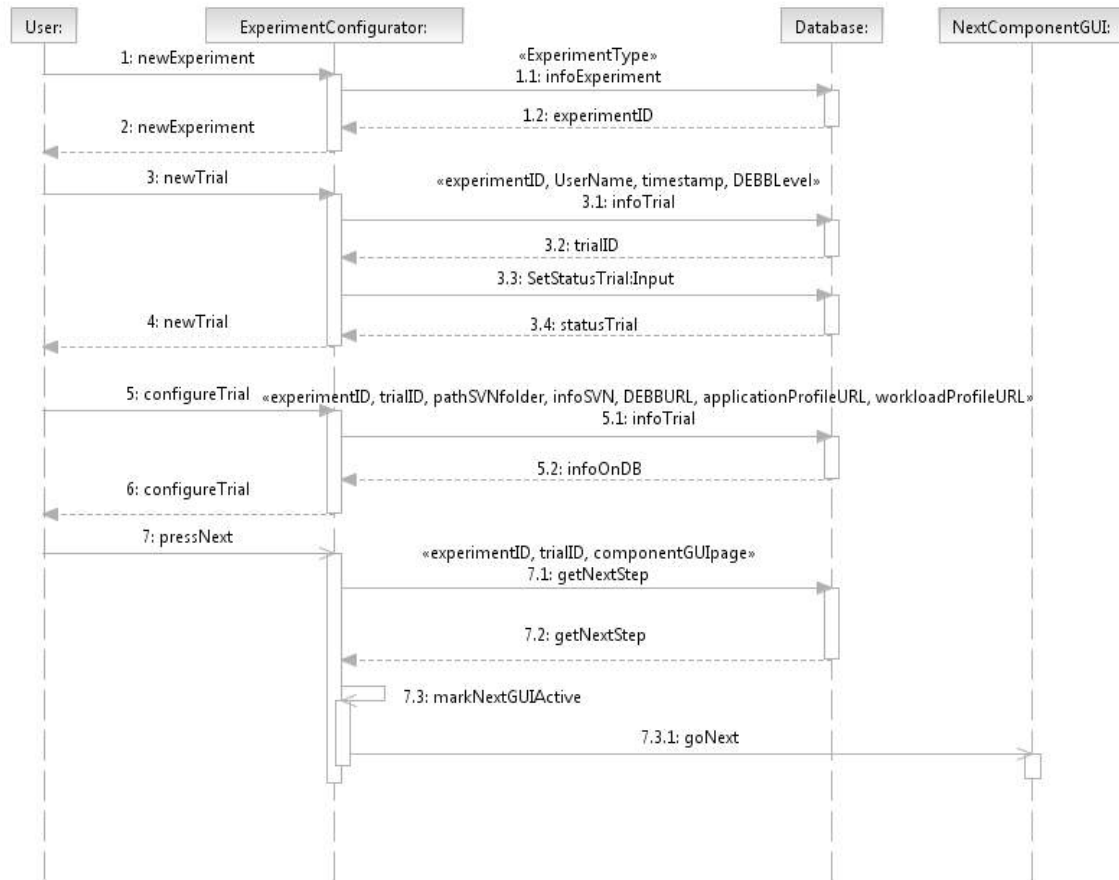 User:
ExperimentConfigurator:
Database:
NextComponentGUI:
1: newExperiment
«ExperimentType»
1.1: infoExperiment
1.2: experimentID
2: newExperiment
3: newTrial
«experimentID, UserName, timestamp, DEBBLevel»
3.1: infoTrial
3.2: trialID
3.3: SetStatusTrial:Input
3.4: statusTrial
4: newTrial
5: configureTrial
«experimentID, trialID, pathSVNfolder, infoSVN, DEBBURL, applicationProfileURL, workloadProfileURL»
5.1: infoTrial
5.2: infoOnDB
6: configureTrial
7: pressNext
«experimentID, trialID, componentGUIpage»
7.1: getNextStep
7.2: getNextStep
7.3: markNextGUIActive
7.3.1: goNext